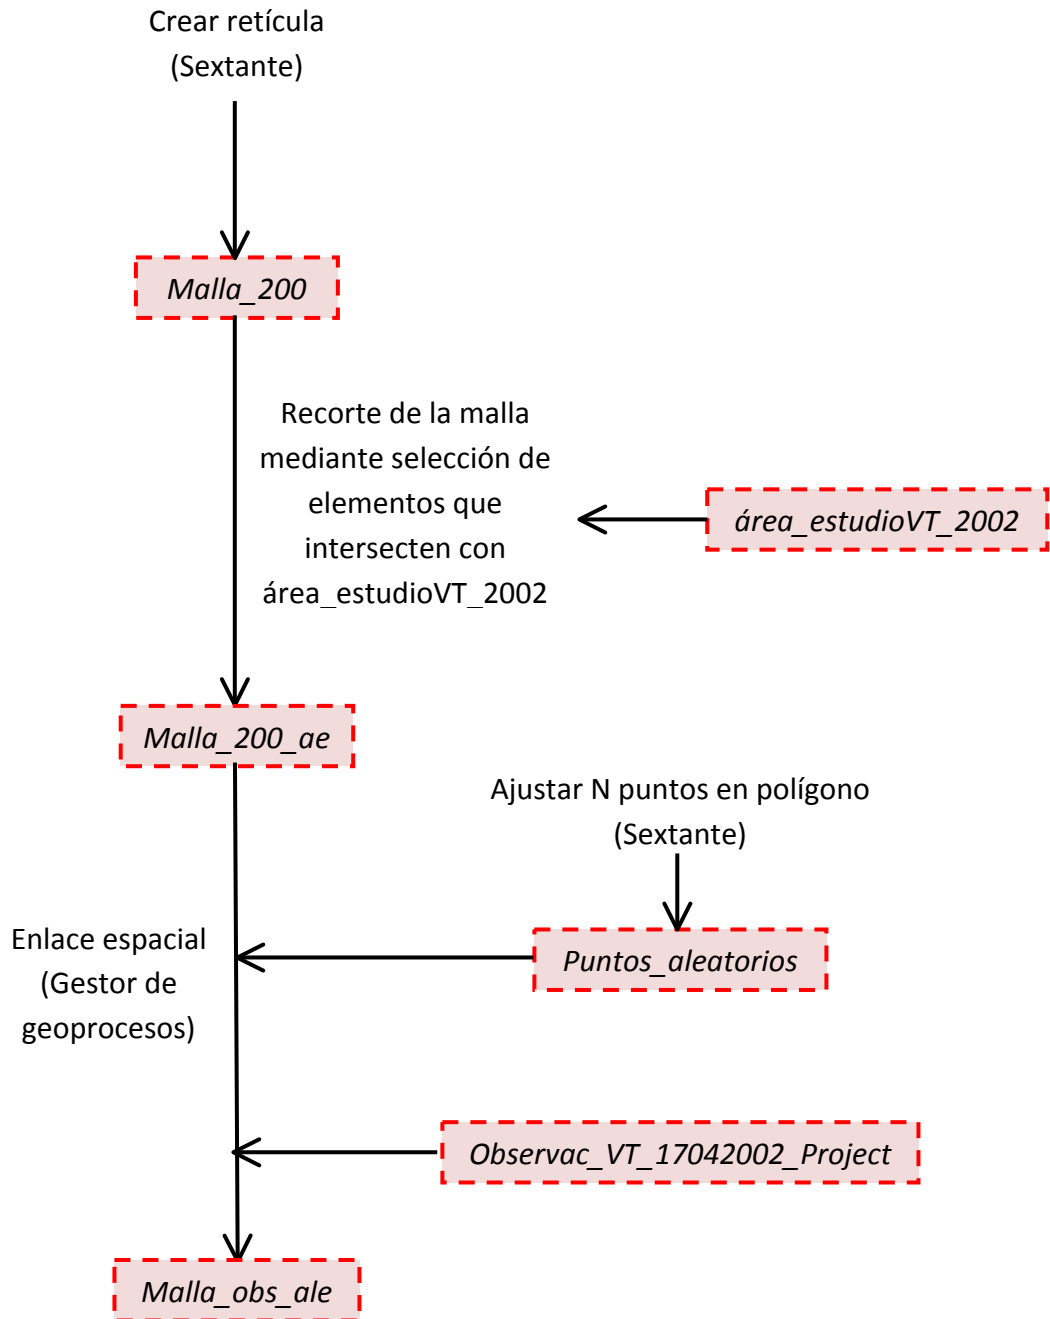 Crear retícula
(Sextante)
Malla_200
Recorte de la malla
mediante selección de
elementos que
intersecten con
área_estudioVT_2002
área_estudioVT_2002
Malla_200_ae
Ajustar N puntos en polígono
(Sextante)
Enlace espacial
(Gestor de
geoprocesos)
Puntos_aleatorios
Observac_VT_17042002_Project
Malla_obs_ale